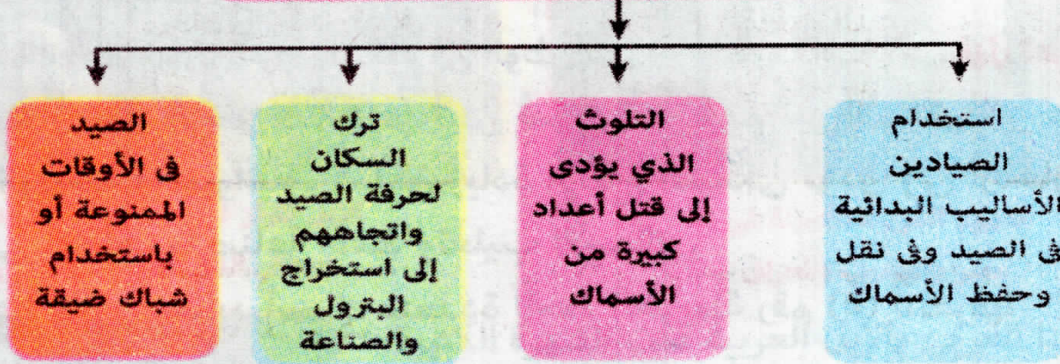 استخدام
الصيادين
الأساليب البدائية
فى الصيد وفى نقل
وحفظ الأسماك
التلوث
الذي يؤدى
إلى قتل أعداد
كبيرة من
الأسماك
ترك
السكان
لحرفة الصيد
واتجاههم
إلى استخراج
البترول
والصناعة
الصيد
فى الأوقات
الممنوعة أو
باستخدام
شباك ضيقة